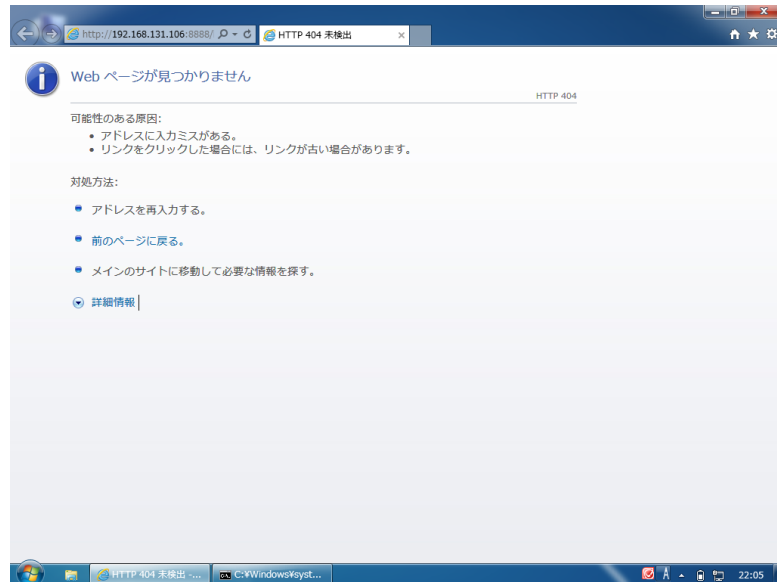 http://192.168.131.106:8888/
HTTP 404 未検出
Web ページが見つかりません
HTTP 404
可能性のある原因:
アドレスに入力ミスがある。
リンクをクリックした場合には、リンクが古い場合があります。
対処方法:
アドレスを再入力する。
前のページに戻る。
メインのサイトに移動して必要な情報を探す。
詳細情報
HTTP 404 未検出 -...
C:¥Windows¥syst...
A
22:05